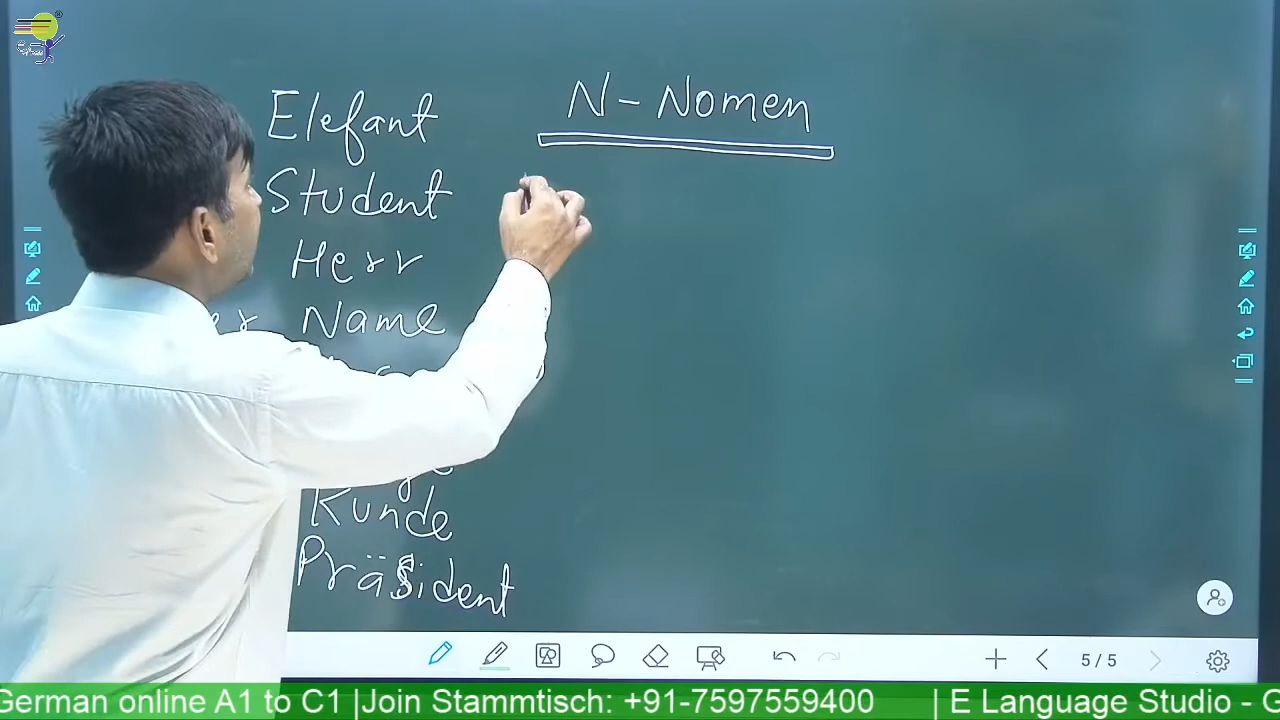 N-Nomen
Elefant
Student
Herr
Name
Kunde
Präsident
5 / 5
German online A1 to C1 |Join Stammtisch: +91-7597559400 | E Language Studio - G